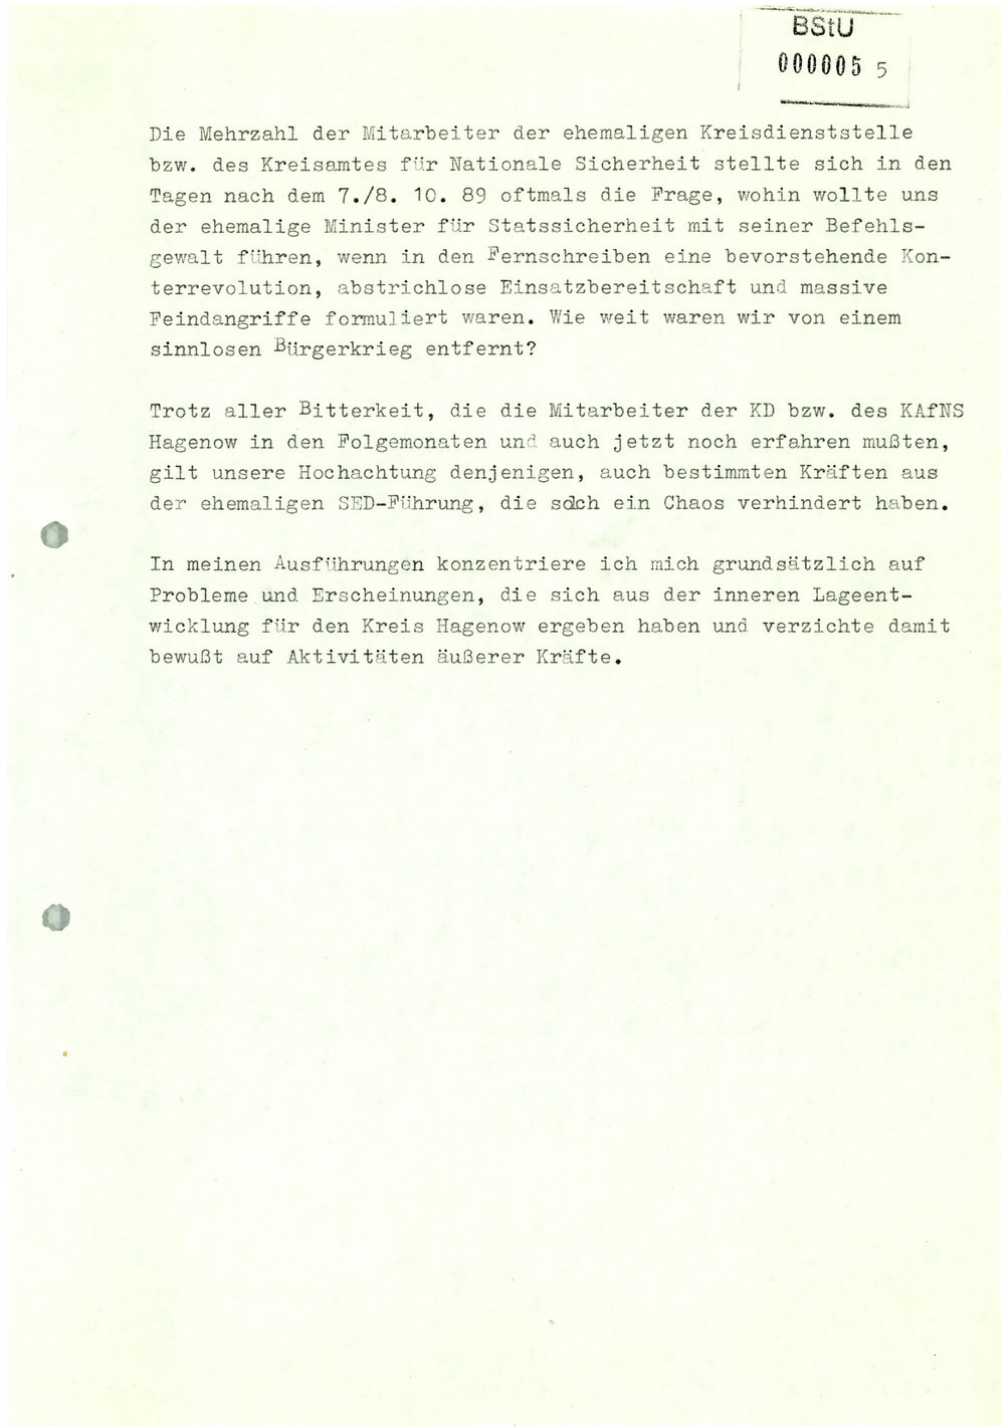 BStU
000005 5
Die Mehrzahl der Mitarbeiter der ehemaligen Kreisdienststelle
bzw. des Kreisamtes für Nationale Sicherheit stellte sich in den
Tagen nach dem 7./8. 10. 89 oftmals die Frage, wohin wollte uns
der ehemalige Minister für Statssicherheit mit seiner Befehls-
gewalt führen, wenn in den Fernschreiben eine bevorstehende Kon-
terrevolution, abstrichlose Einsatzbereitschaft und massive
Feindangriffe formuliert waren. Wie weit waren wir von einem
sinnlosen Bürgerkrieg entfernt?
Trotz aller Bitterkeit, die die Mitarbeiter der KD bzw. des KAfNS
Hagenow in den Folgemonaten und auch jetzt noch erfahren mußten,
gilt unsere Hochachtung denjenigen, auch bestimmten Kräften aus
der ehemaligen SED-Führung, die solch ein Chaos verhindert haben.
In meinen Ausführungen konzentriere ich mich grundsätzlich auf
Probleme und Erscheinungen, die sich aus der inneren Lageent-
wicklung für den Kreis Hagenow ergeben haben und verzichte damit
bewußt auf Aktivitäten äußerer Kräfte.